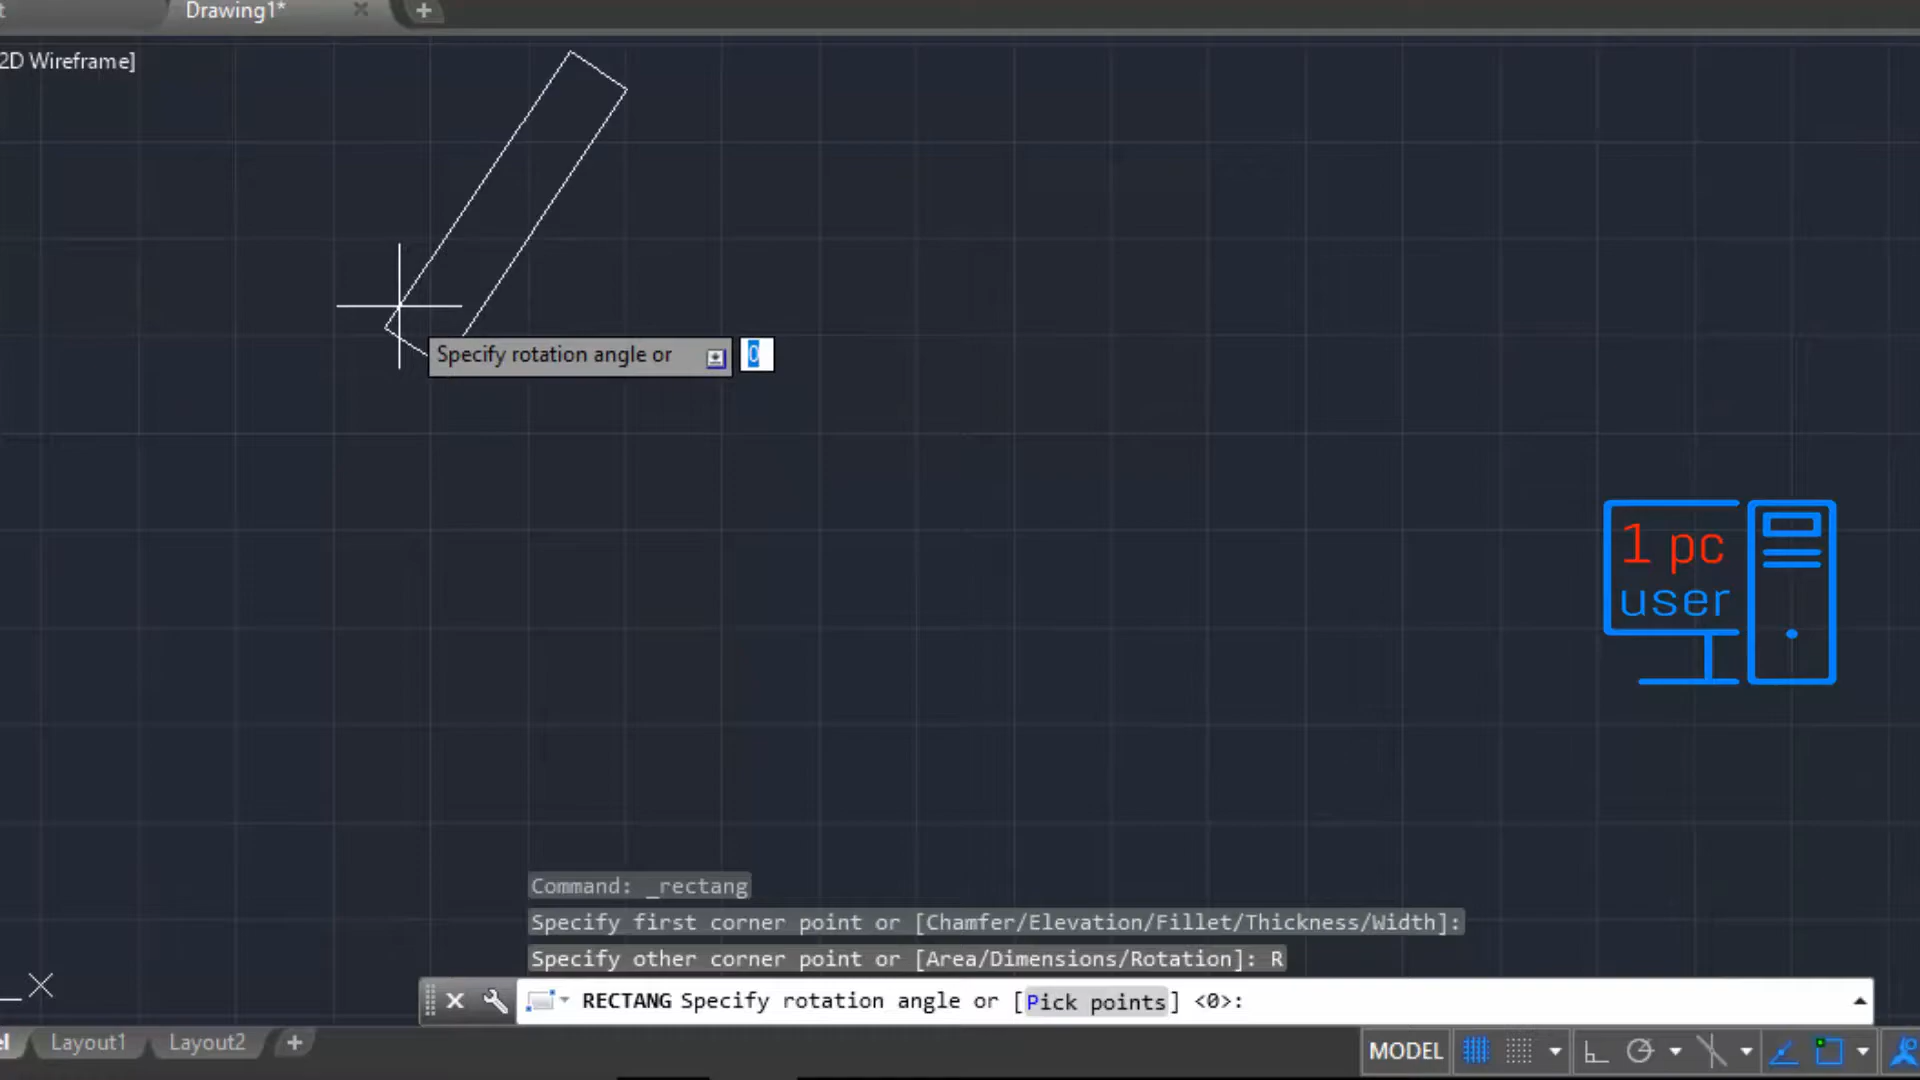 t
Drawing1*
2D Wireframe]
Specify rotation angle or
0
1 pc
user
Command: _rectang
Specify first corner point or [Chamfer/Elevation/Fillet/Thickness/Width]:
Specify other corner point or [Area/Dimensions/Rotation]: R
RECTANG Specify rotation angle or [Pick points] <0>:
el
Layout1
Layout2
MODEL